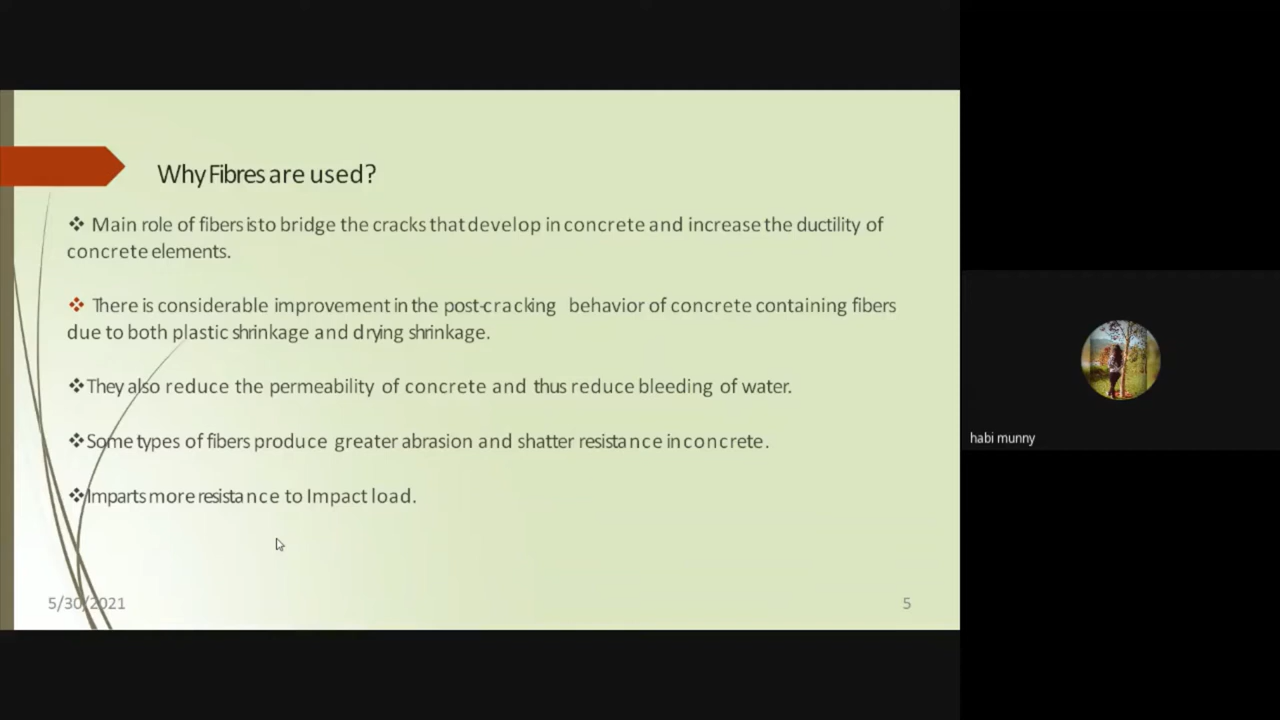 Why Fibres are used?
❖ Main role of fibers is to bridge the cracks that develop in concrete and increase the ductility of
concrete elements.
❖ There is considerable improvement in the post-cracking behavior of concrete containing fibers
due to both plastic shrinkage and drying shrinkage.
❖They also reduce the permeability of concrete and thus reduce bleeding of water.
❖Some types of fibers produce greater abrasion and shatter resistance in concrete.
❖Imparts more resistance to Impact load.
5/30/2021
5
habi munny